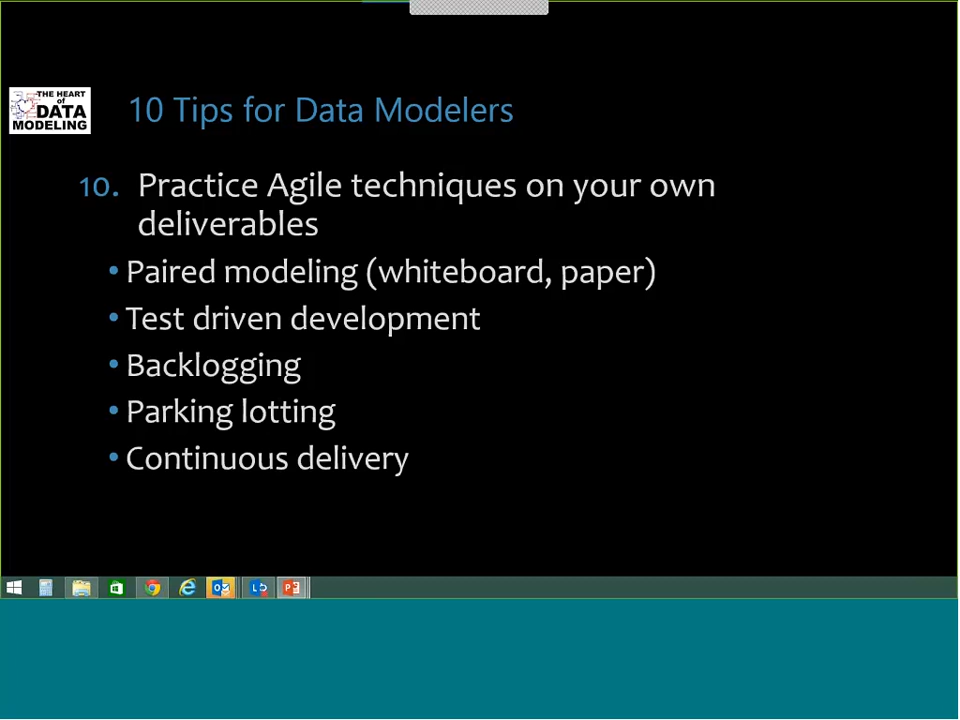 THE HEART
of
DATA
MODELING
10 Tips for Data Modelers
10. Practice Agile techniques on your own
deliverables
• Paired modeling (whiteboard, paper)
• Test driven development
• Backlogging
• Parking lotting
• Continuous delivery